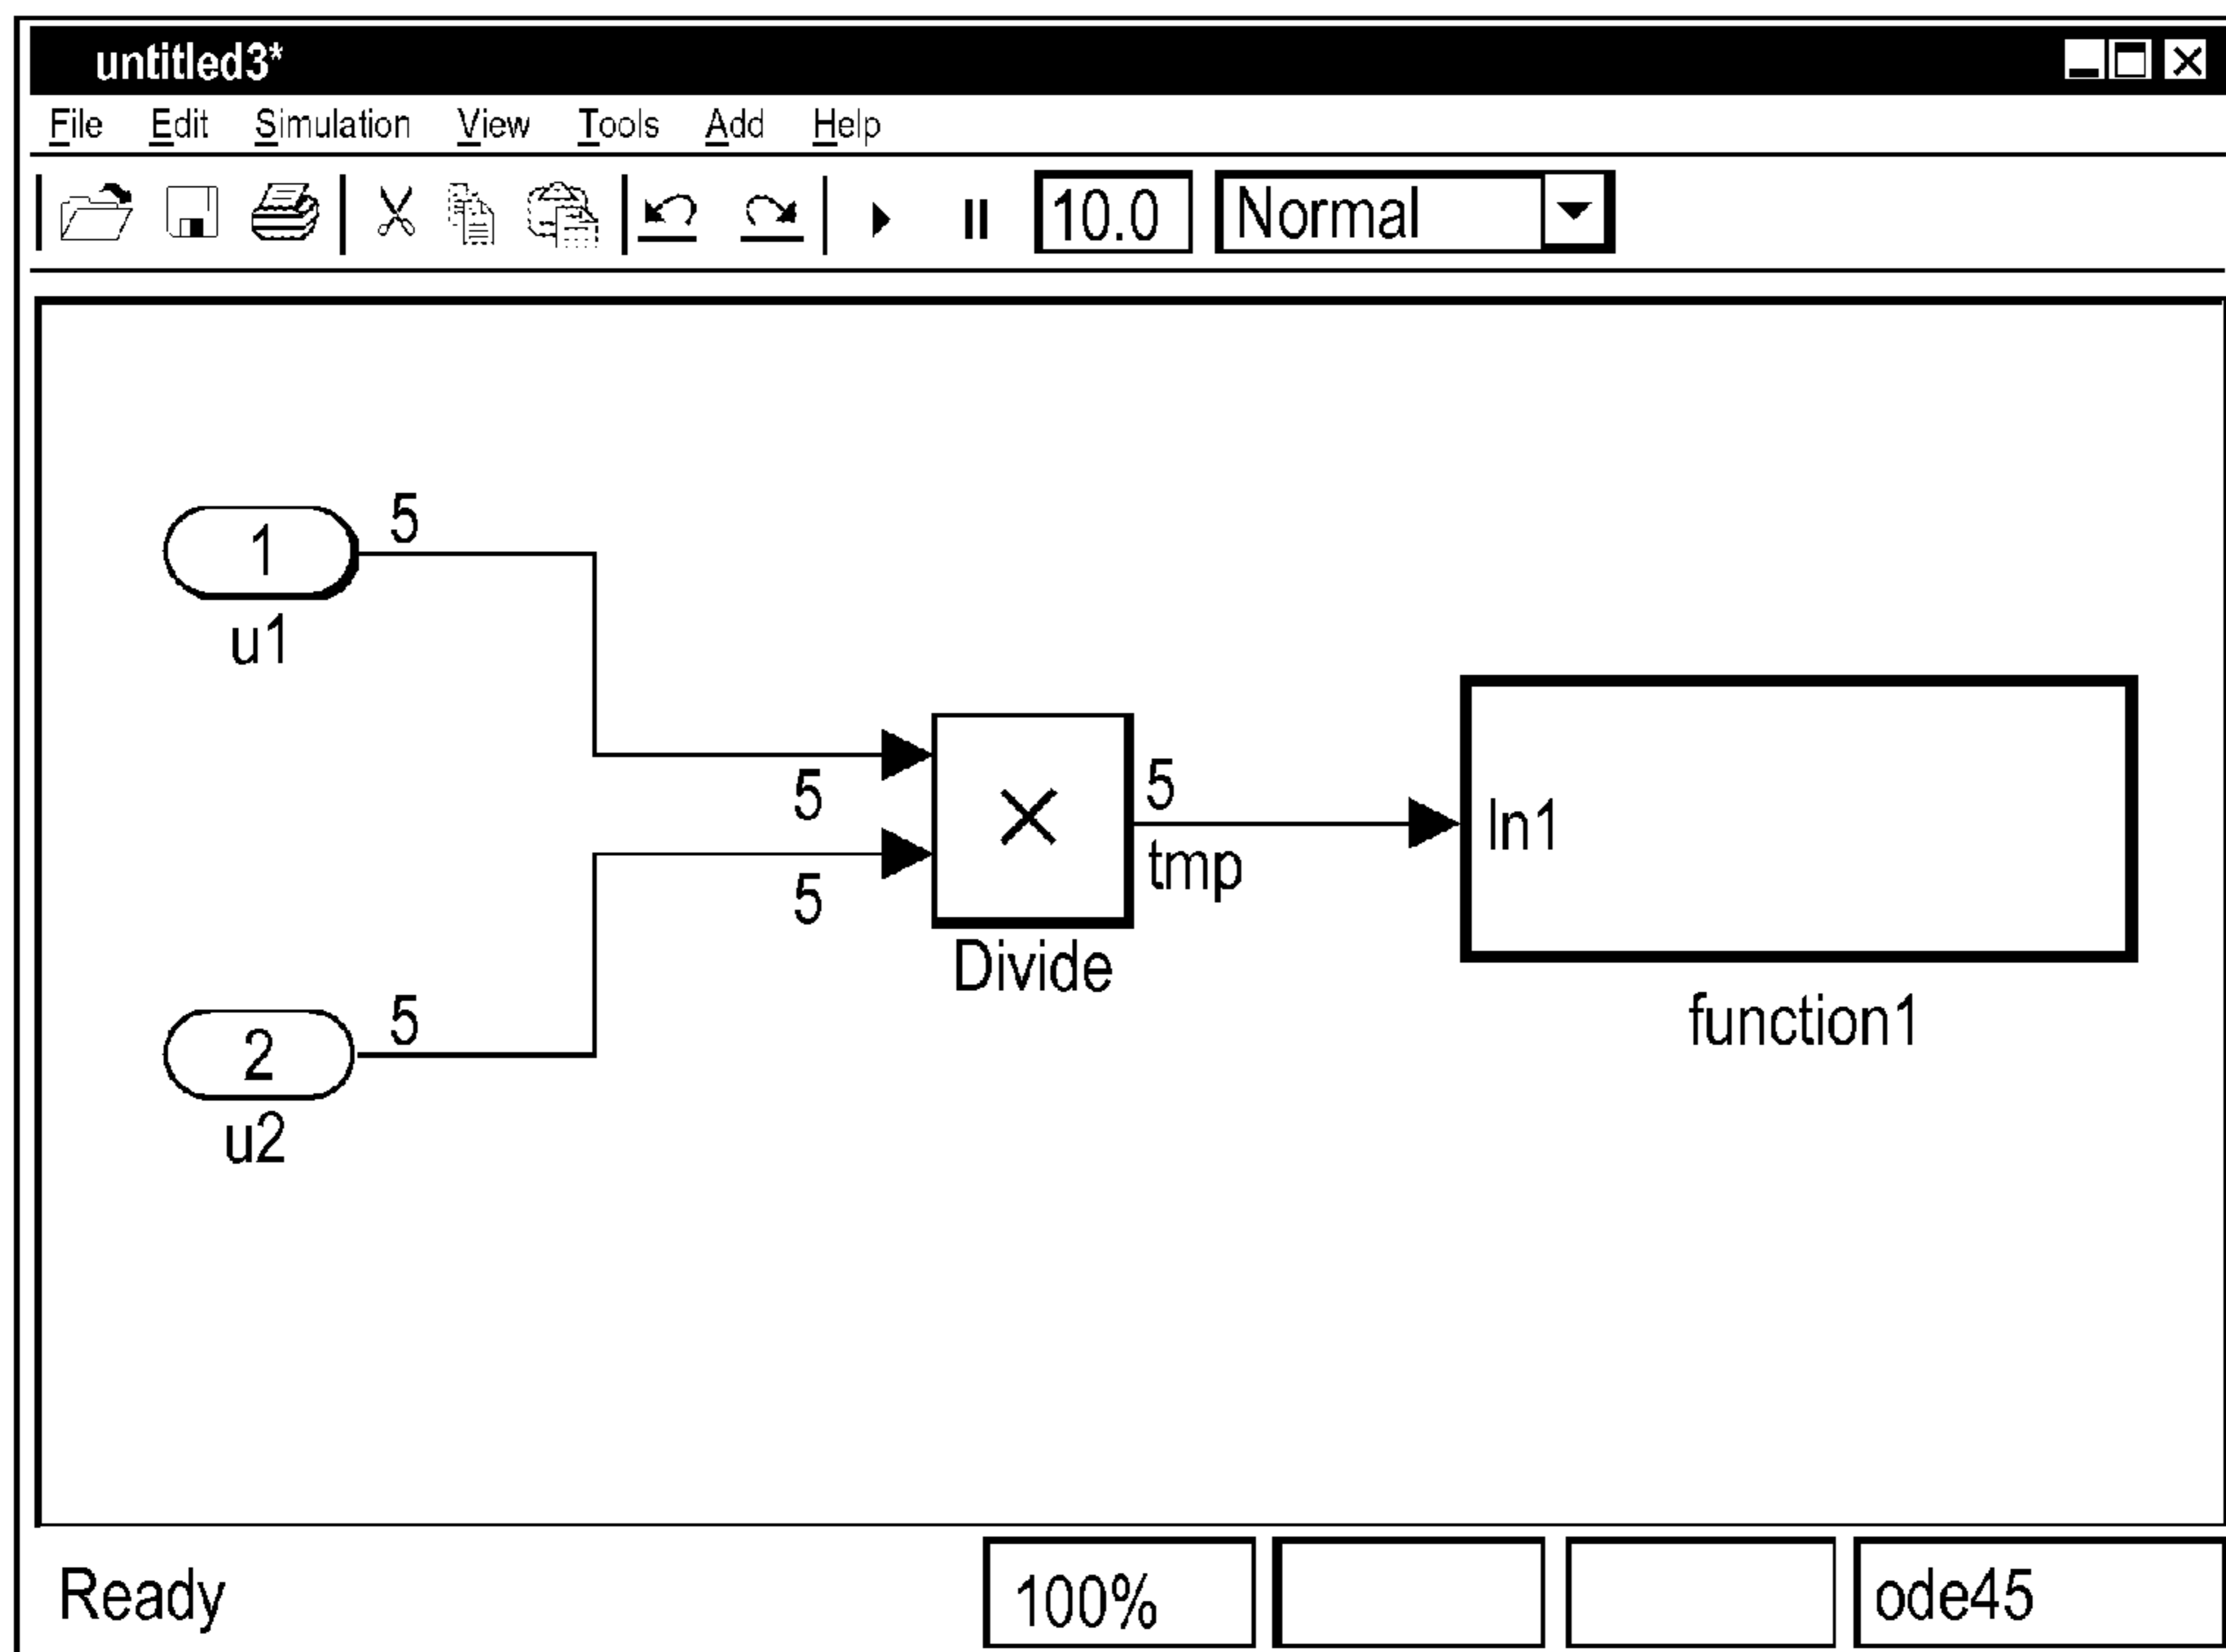 untitled3*
File Edit Simulation View Tools Add Help
10.0 Normal
5
1
u1
5
5
In1
5
tmp
Divide
5
2
function1
u2
Ready 100% ode45